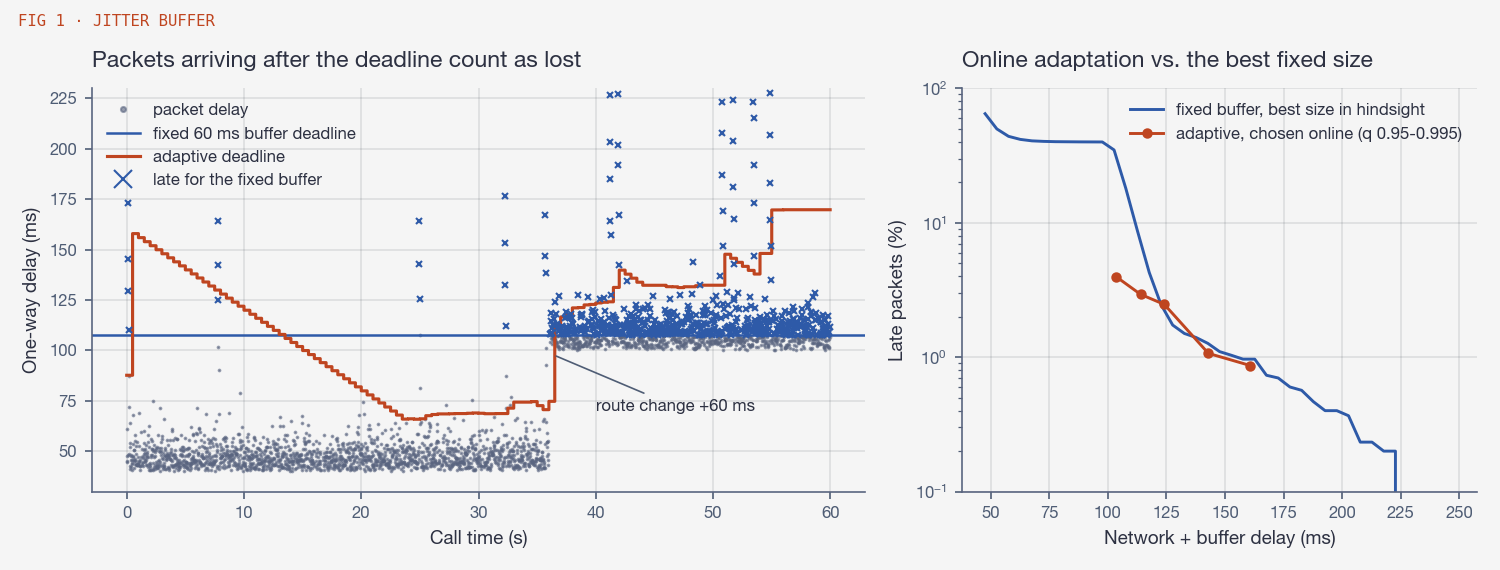 FIG 1 · JITTER BUFFER
Packets arriving after the deadline count as lost
225
200
175
150
125
100
75
50
One-way delay (ms)
packet delay
fixed 60 ms buffer deadline
adaptive deadline
late for the fixed buffer
route change +60 ms
0 10 20 30 40 50 60
Call time (s)
Online adaptation vs. the best fixed size
10²
10¹
10⁰
10⁻¹
Late packets (%)
fixed buffer, best size in hindsight
adaptive, chosen online (q 0.95-0.995)
50 75 100 125 150 175 200 225 250
Network + buffer delay (ms)